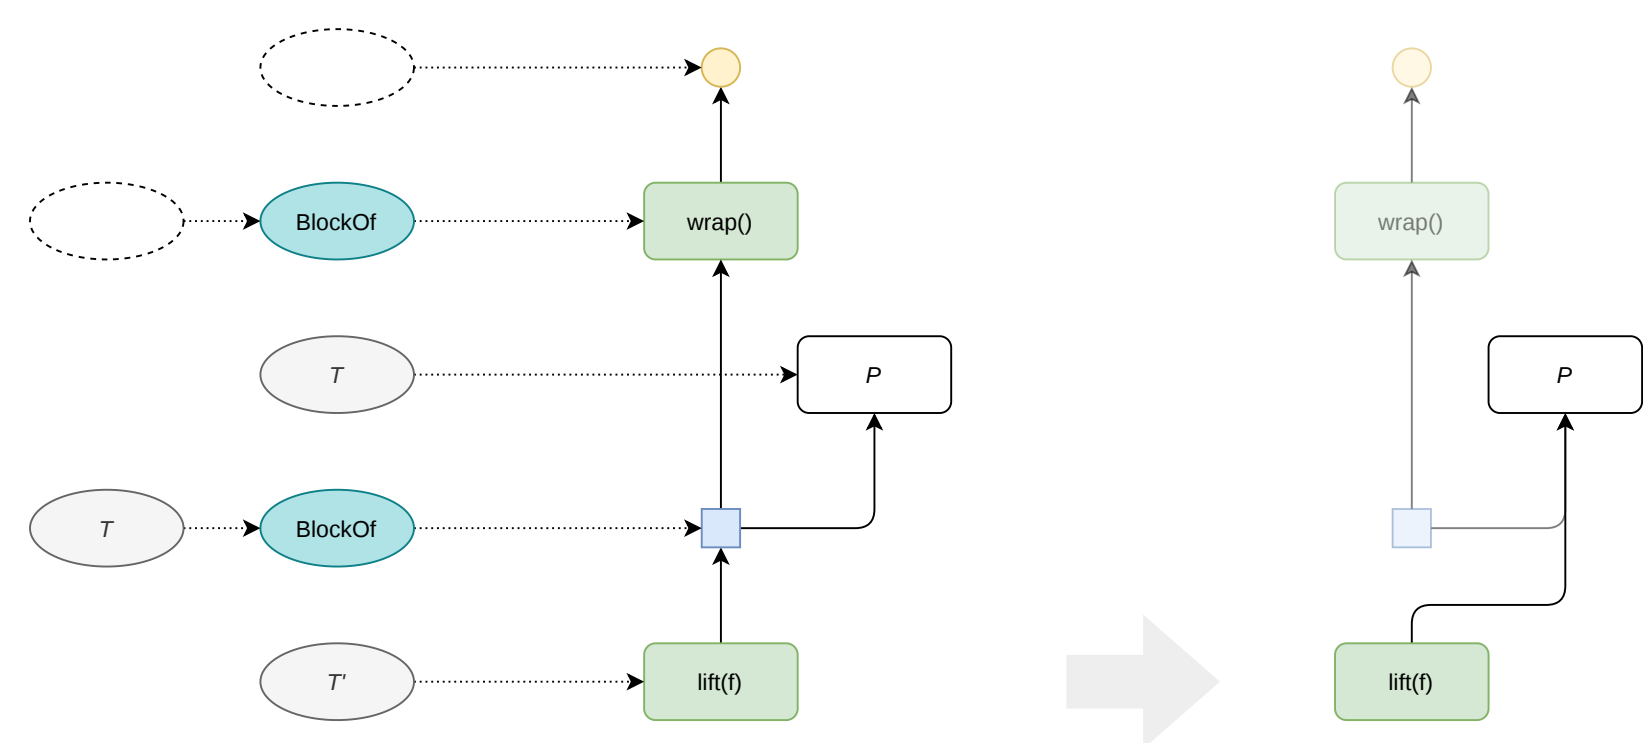 BlockOf
wrap()
wrap()
T
P
P
T
BlockOf
T'
lift(f)
lift(f)